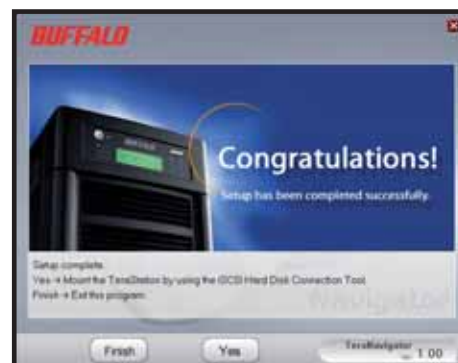 BUFFALO
Congratulations!
Setup has been completed successfully.
Setup complete.
Yes → Mount the TeraStation by using the iSCSI Hard Disk Connection Tool.
Finish → Exit this program.
Navigator
Finish
Yes
TeraNavigator
1.00